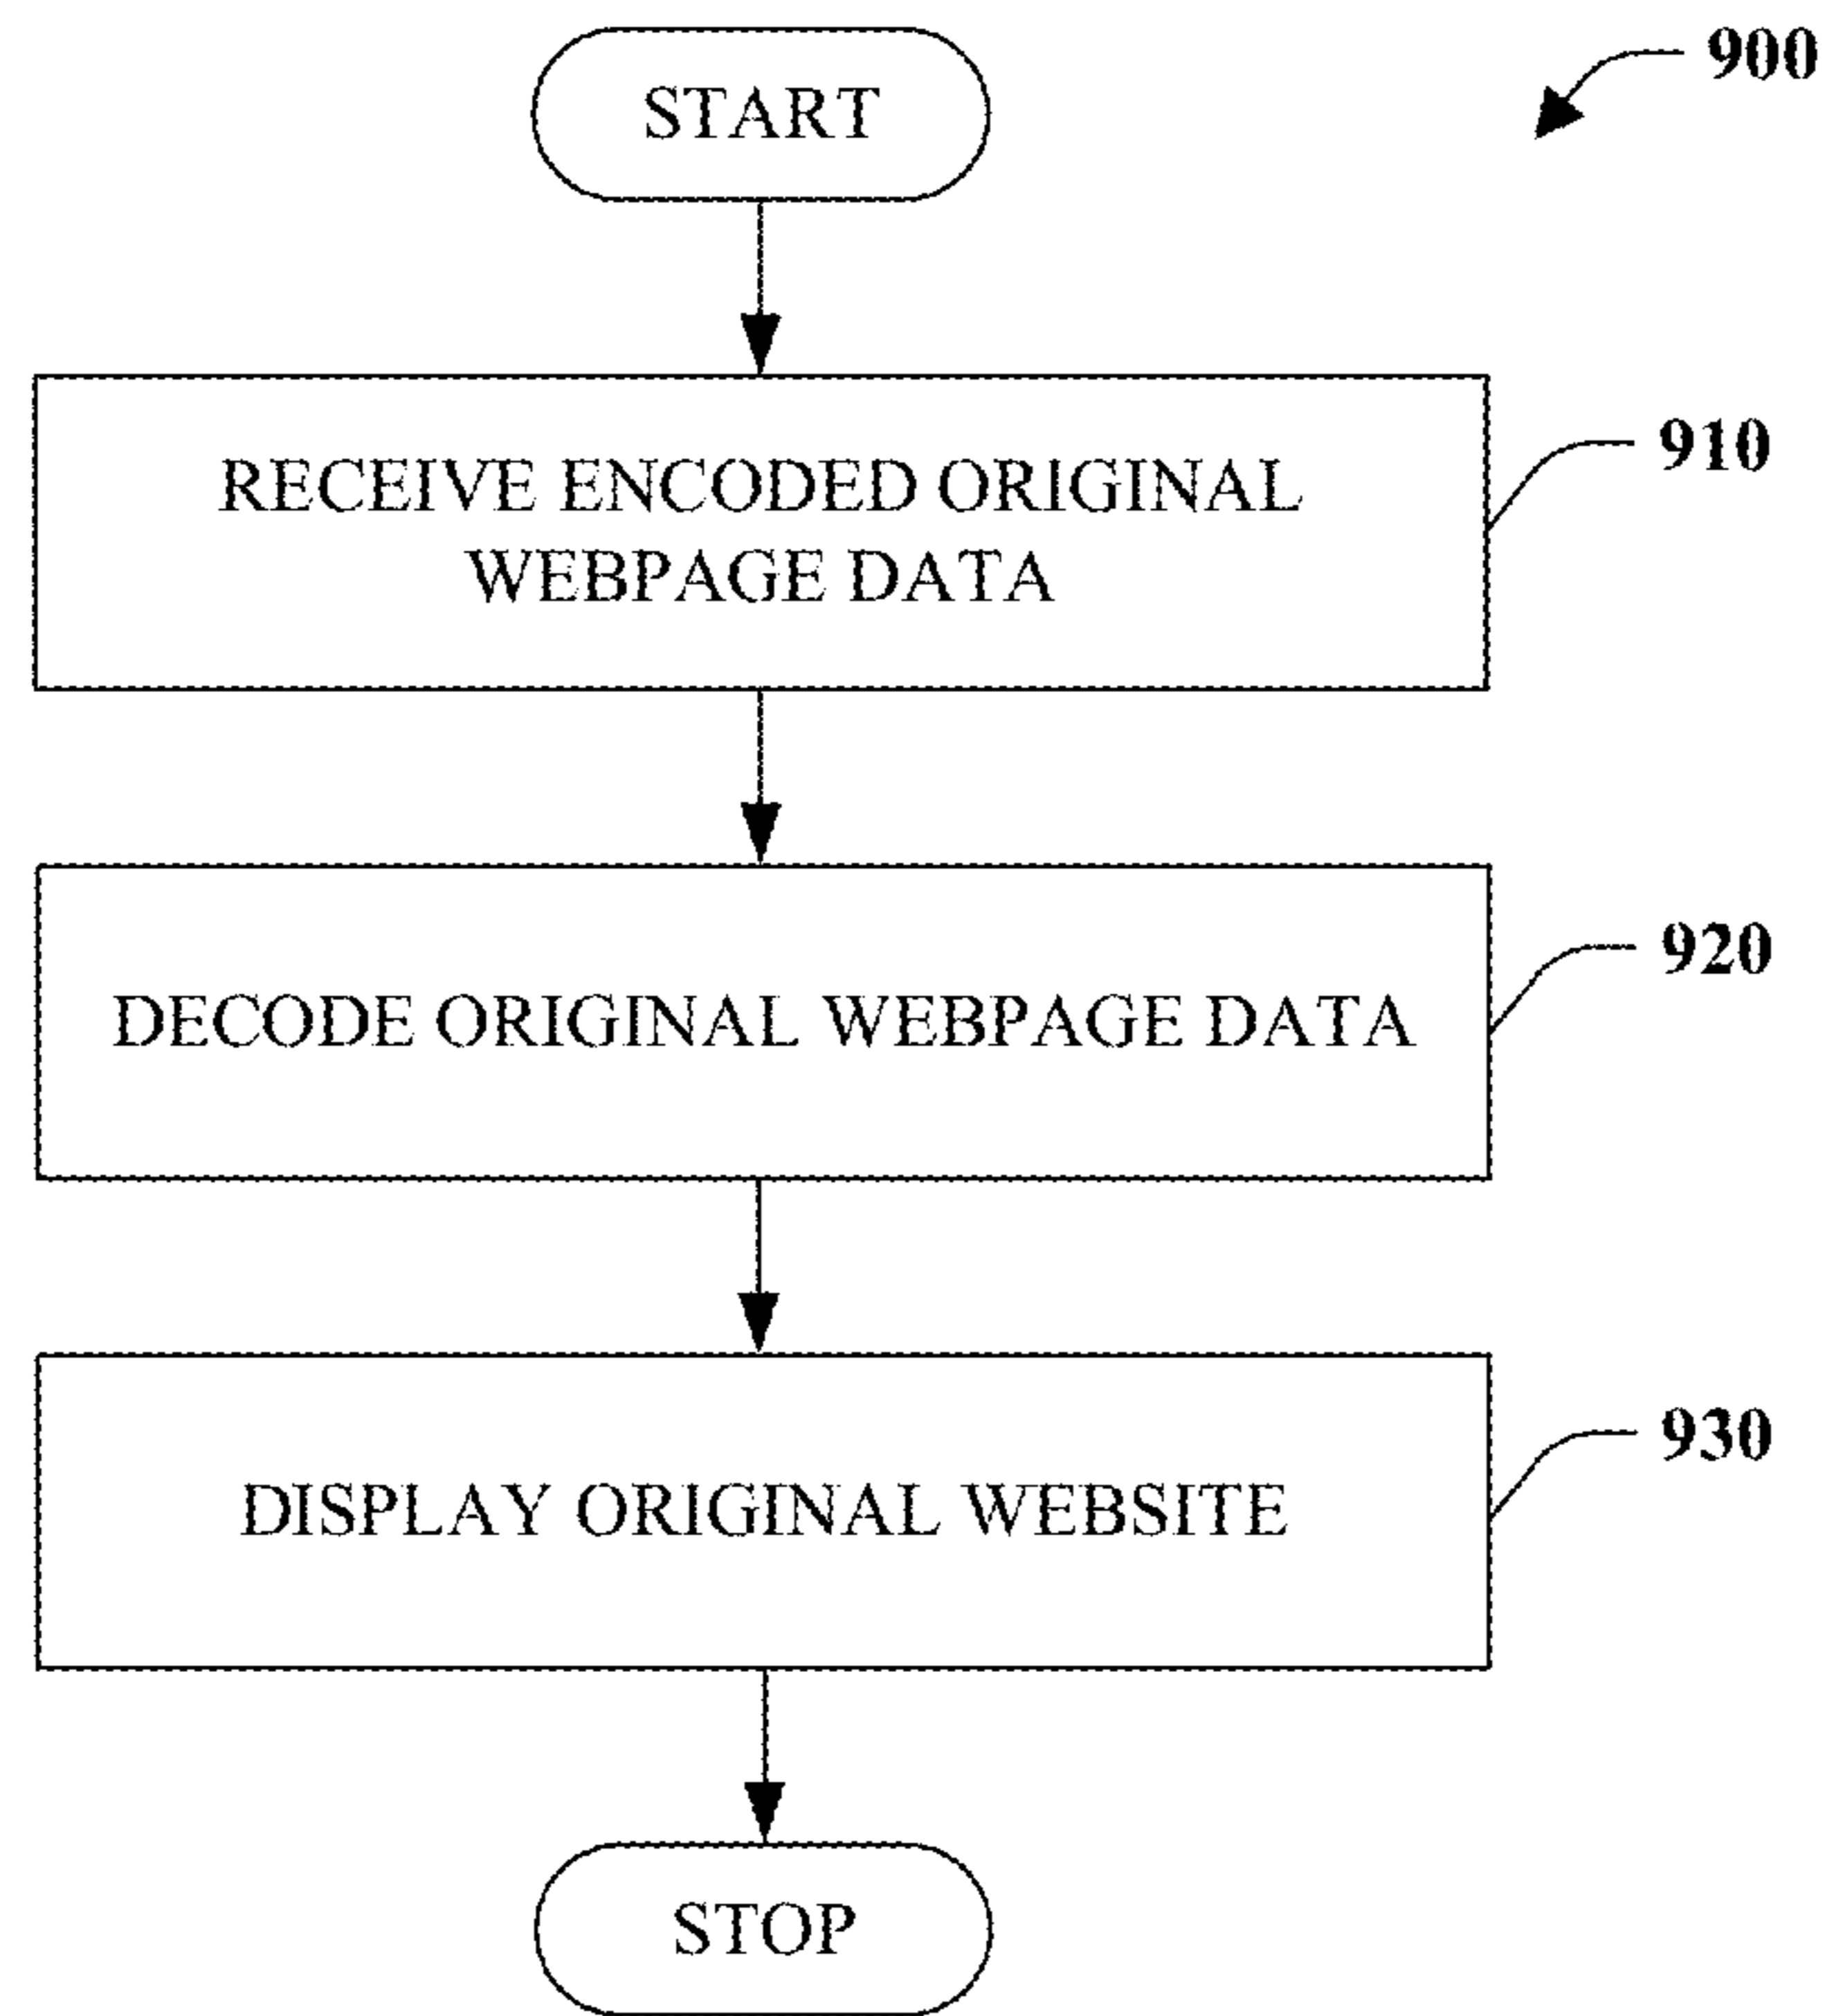 900
START
RECEIVE ENCODED ORIGINAL
WEBPAGE DATA
910
DECODE ORIGINAL WEBPAGE DATA
920
DISPLAY ORIGINAL WEBSITE
930
STOP